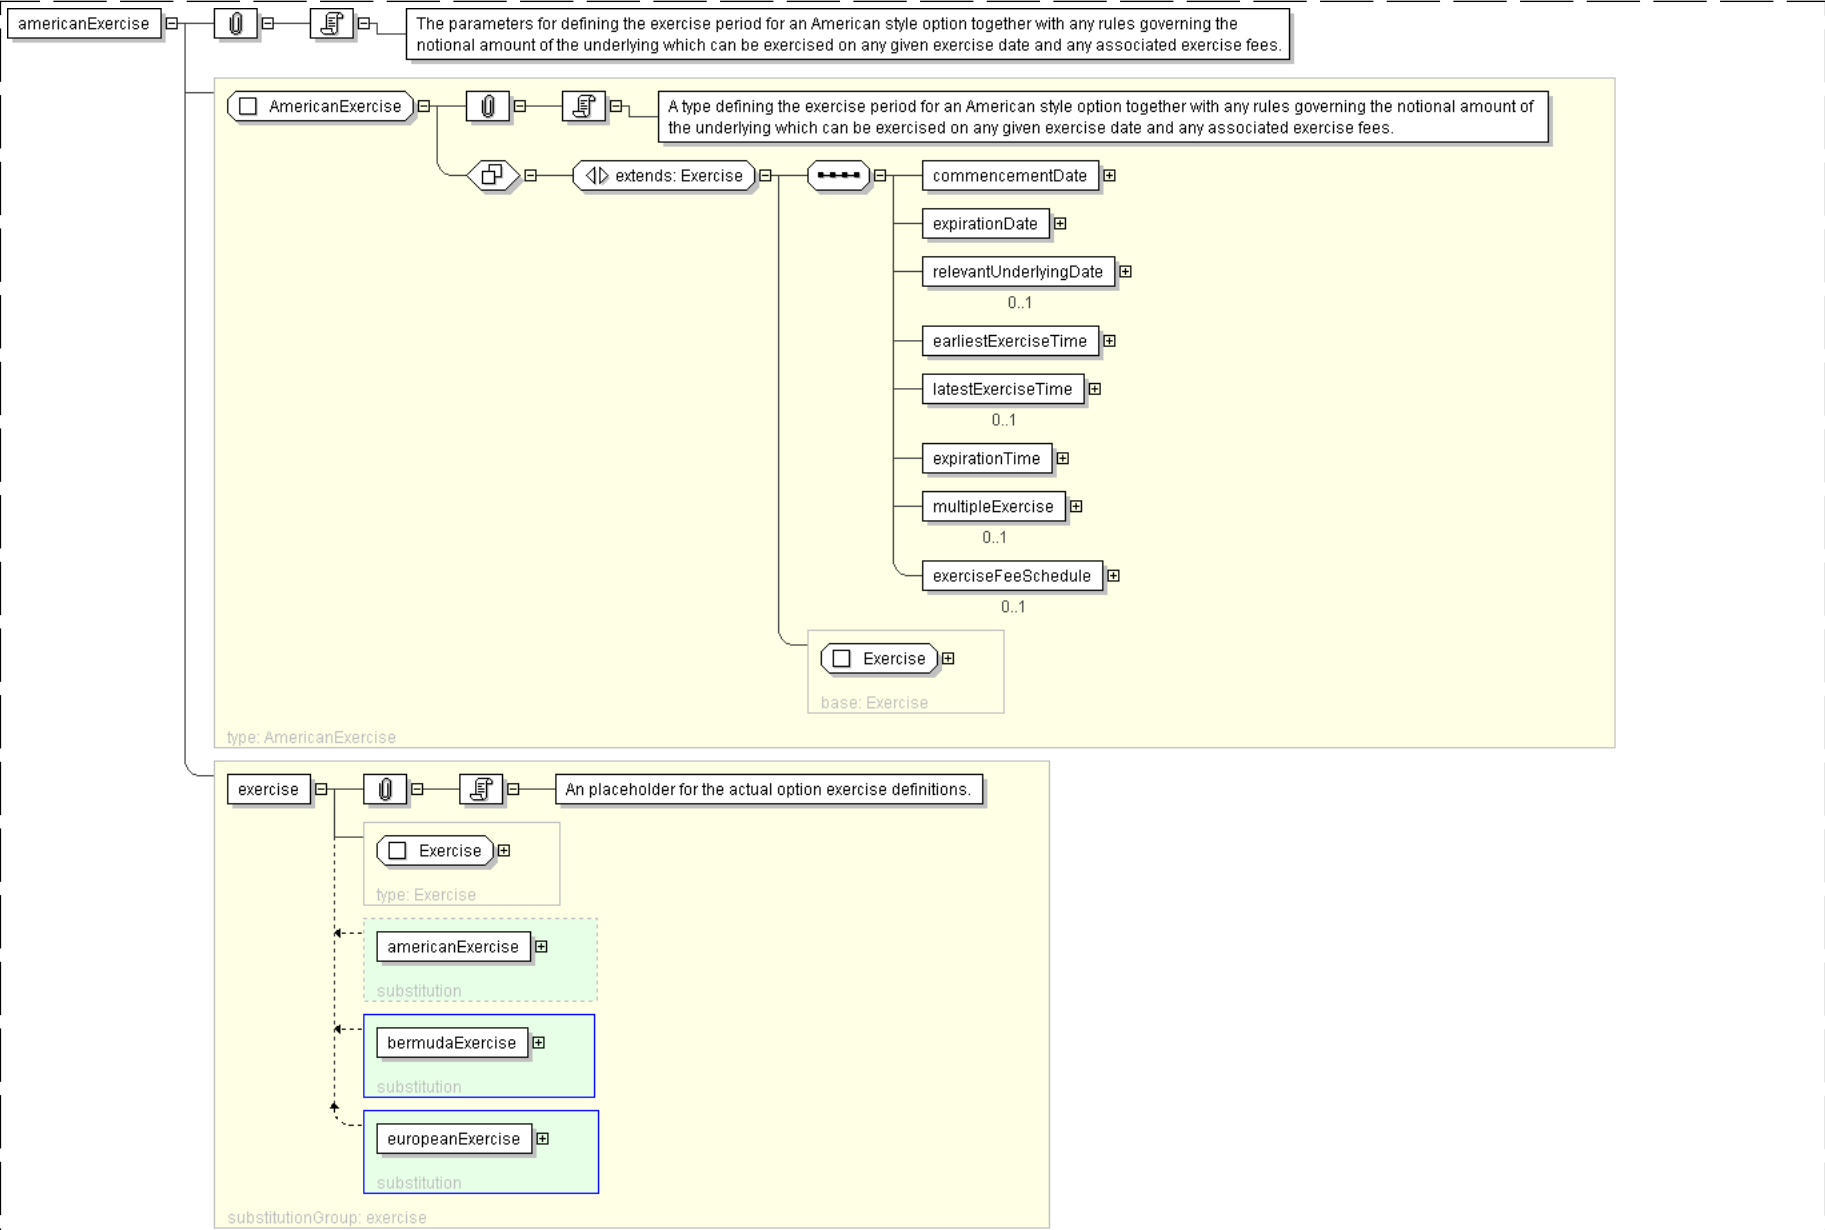 americanExercise
The parameters for defining the exercise period for an American style option together with any rules governing the
notional amount of the underlying which can be exercised on any given exercise date and any associated exercise fees.
AmericanExercise
A type defining the exercise period for an American style option together with any rules governing the notional amount of
the underlying which can be exercised on any given exercise date and any associated exercise fees.
extends: Exercise
commencementDate
expirationDate
relevantUnderlyingDate
0..1
earliestExerciseTime
latestExerciseTime
0..1
expirationTime
multipleExercise
0..1
exerciseFeeSchedule
0..1
Exercise
base: Exercise
type: AmericanExercise
exercise
An placeholder for the actual option exercise definitions.
Exercise
type: Exercise
americanExercise
substitution
bermudaExercise
substitution
europeanExercise
substitution
substitutionGroup: exercise